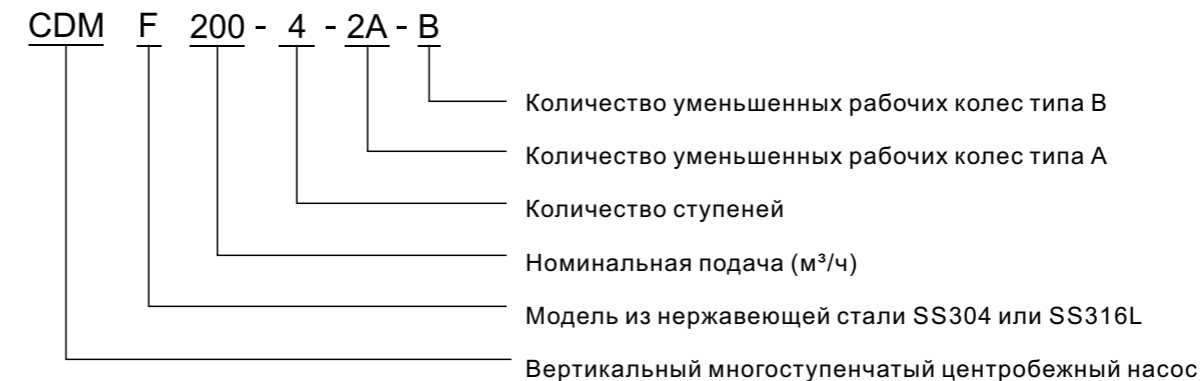 CDM F 200 - 4 - 2A - B
Количество уменьшенных рабочих колес типа B
Количество уменьшенных рабочих колес типа A
Количество ступеней
Номинальная подача (м³/ч)
Модель из нержавеющей стали SS304 или SS316L
Вертикальный многоступенчатый центробежный насос